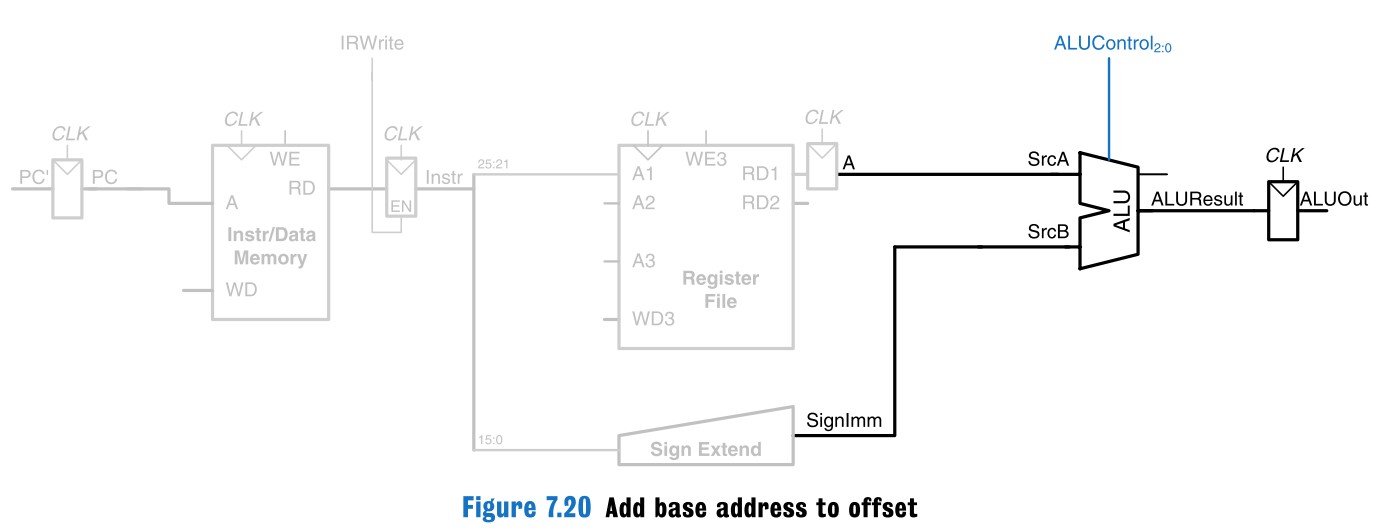 IRWrite
ALUControl2:0
CLK
CLK
CLK
CLK
CLK
CLK
PC'
PC
WE
RD
A
Instr/Data
Memory
WD
EN
Instr
25:21
15:0
WE3
A1
RD1
A2
RD2
A3
Register
File
WD3
A
SrcA
SrcB
ALU
ALUResult
ALUOut
SignImm
Sign Extend
Figure 7.20 Add base address to offset